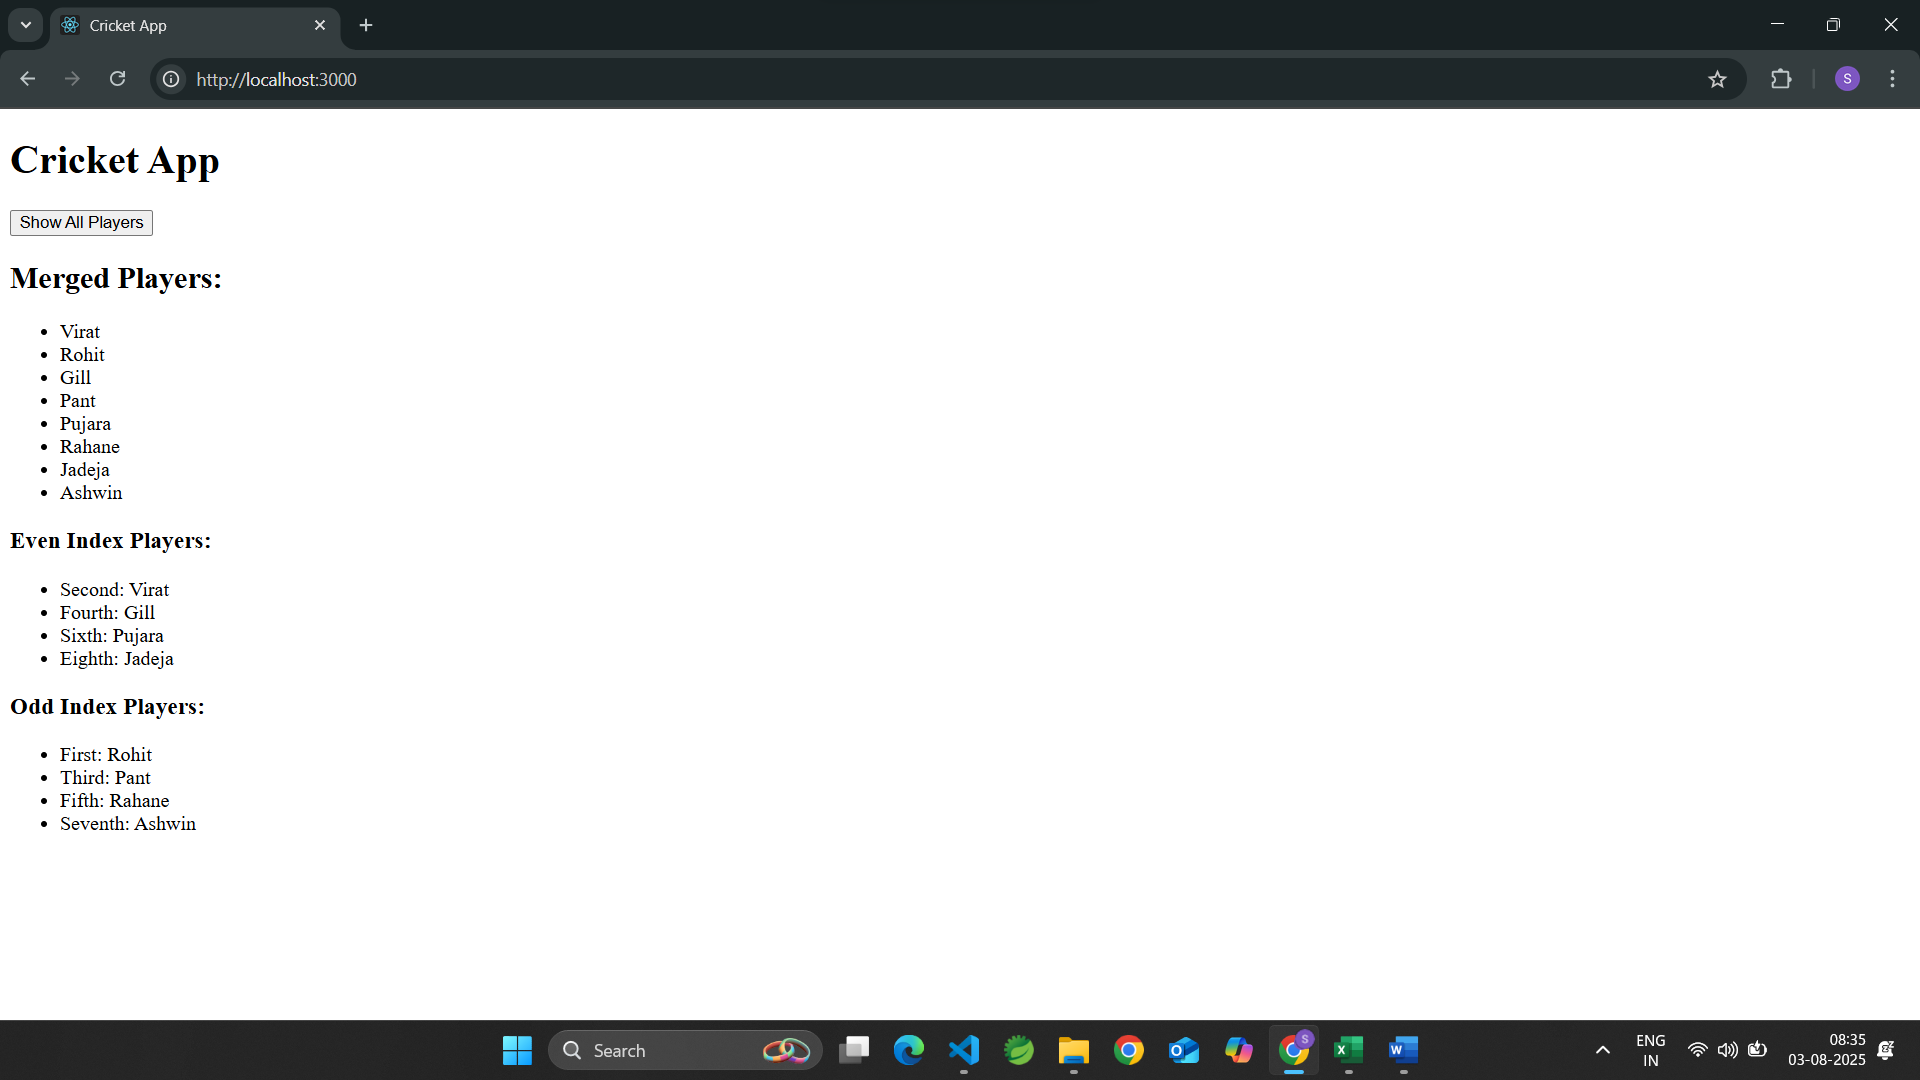 Cricket App
http://localhost:3000
S
Cricket App
Show All Players
Merged Players:
Virat
Rohit
Gill
Pant
Pujara
Rahane
Jadeja
Ashwin
Even Index Players:
Second: Virat
Fourth: Gill
Sixth: Pujara
Eighth: Jadeja
Odd Index Players:
First: Rohit
Third: Pant
Fifth: Rahane
Seventh: Ashwin
Search
S
ENG
IN
08:35
03-08-2025